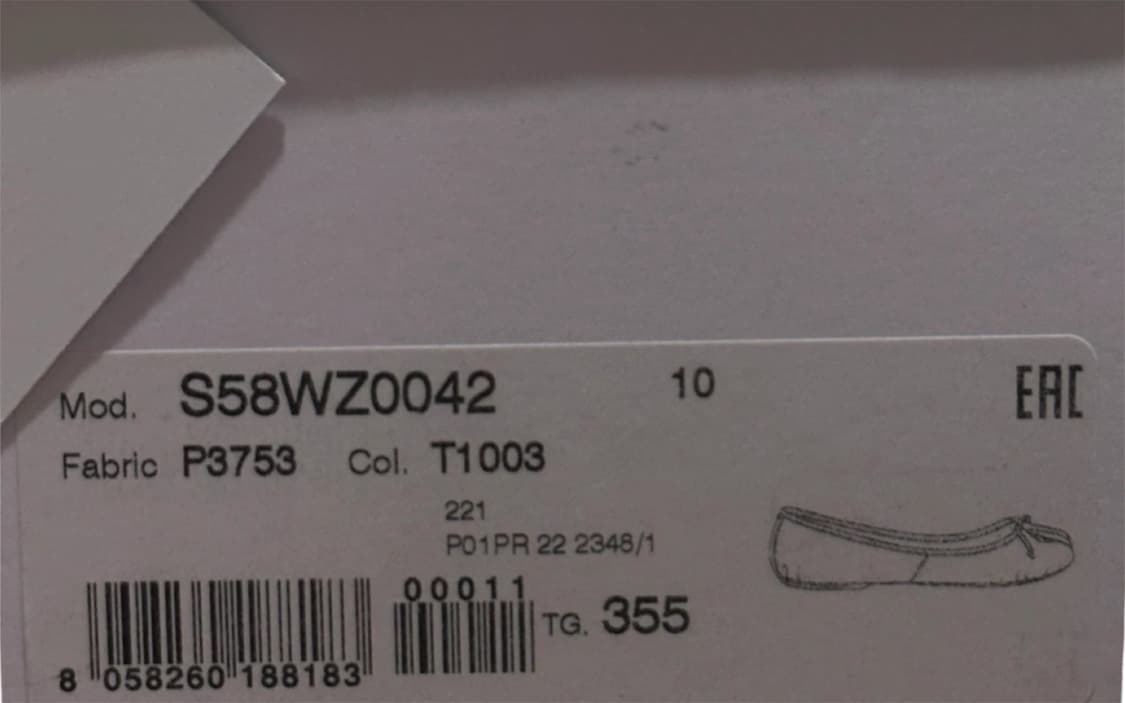 Mod. S58WZ0042 10 EAC
Fabric P3753 Col. T1003
221
P01PR 22 2348/1
00011
TG. 355
8 058260 188183